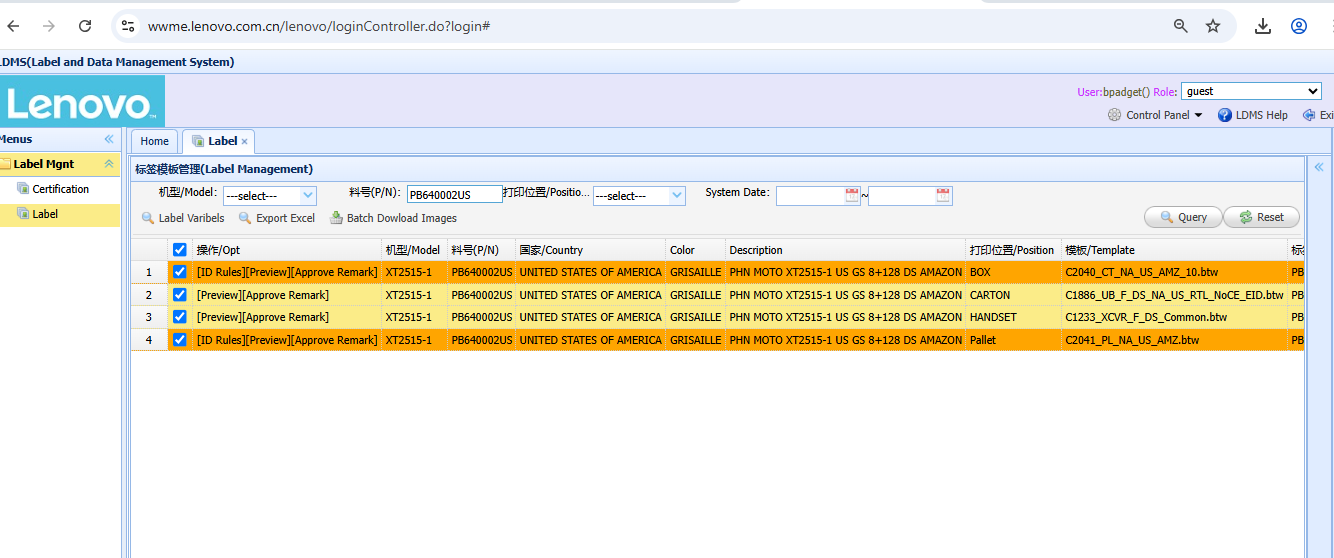 wwme.lenovo.com.cn/lenovo/loginController.do?login#
LDMS(Label and Data Management System)
Lenovo™
User:bpadget() Role: guest
Control Panel LDMS Help Exi
Menus
Home Label ×
Label Mgnt
Certification
Label
标签模板管理(Label Management)
机型/Model: ---select--- 料号(P/N): PB640002US 打印位置/Positio... ---select--- System Date: ~
Label Varibels Export Excel Batch Dowload Images Query Reset
操作/Opt 机型/Model 料号(P/N) 国家/Country Color Description 打印位置/Position 模板/Template 标签
1 [ID Rules][Preview][Approve Remark] XT2515-1 PB640002US UNITED STATES OF AMERICA GRISAILLE PHN MOTO XT2515-1 US GS 8+128 DS AMAZON BOX C2040_CT_NA_US_AMZ_10.btw PB
2 [Preview][Approve Remark] XT2515-1 PB640002US UNITED STATES OF AMERICA GRISAILLE PHN MOTO XT2515-1 US GS 8+128 DS AMAZON CARTON C1886_UB_F_DS_NA_US_RTL_NoCE_EID.btw PB
3 [Preview][Approve Remark] XT2515-1 PB640002US UNITED STATES OF AMERICA GRISAILLE PHN MOTO XT2515-1 US GS 8+128 DS AMAZON HANDSET C1233_XCVR_F_DS_Common.btw PB
4 [ID Rules][Preview][Approve Remark] XT2515-1 PB640002US UNITED STATES OF AMERICA GRISAILLE PHN MOTO XT2515-1 US GS 8+128 DS AMAZON Pallet C2041_PL_NA_US_AMZ.btw PB